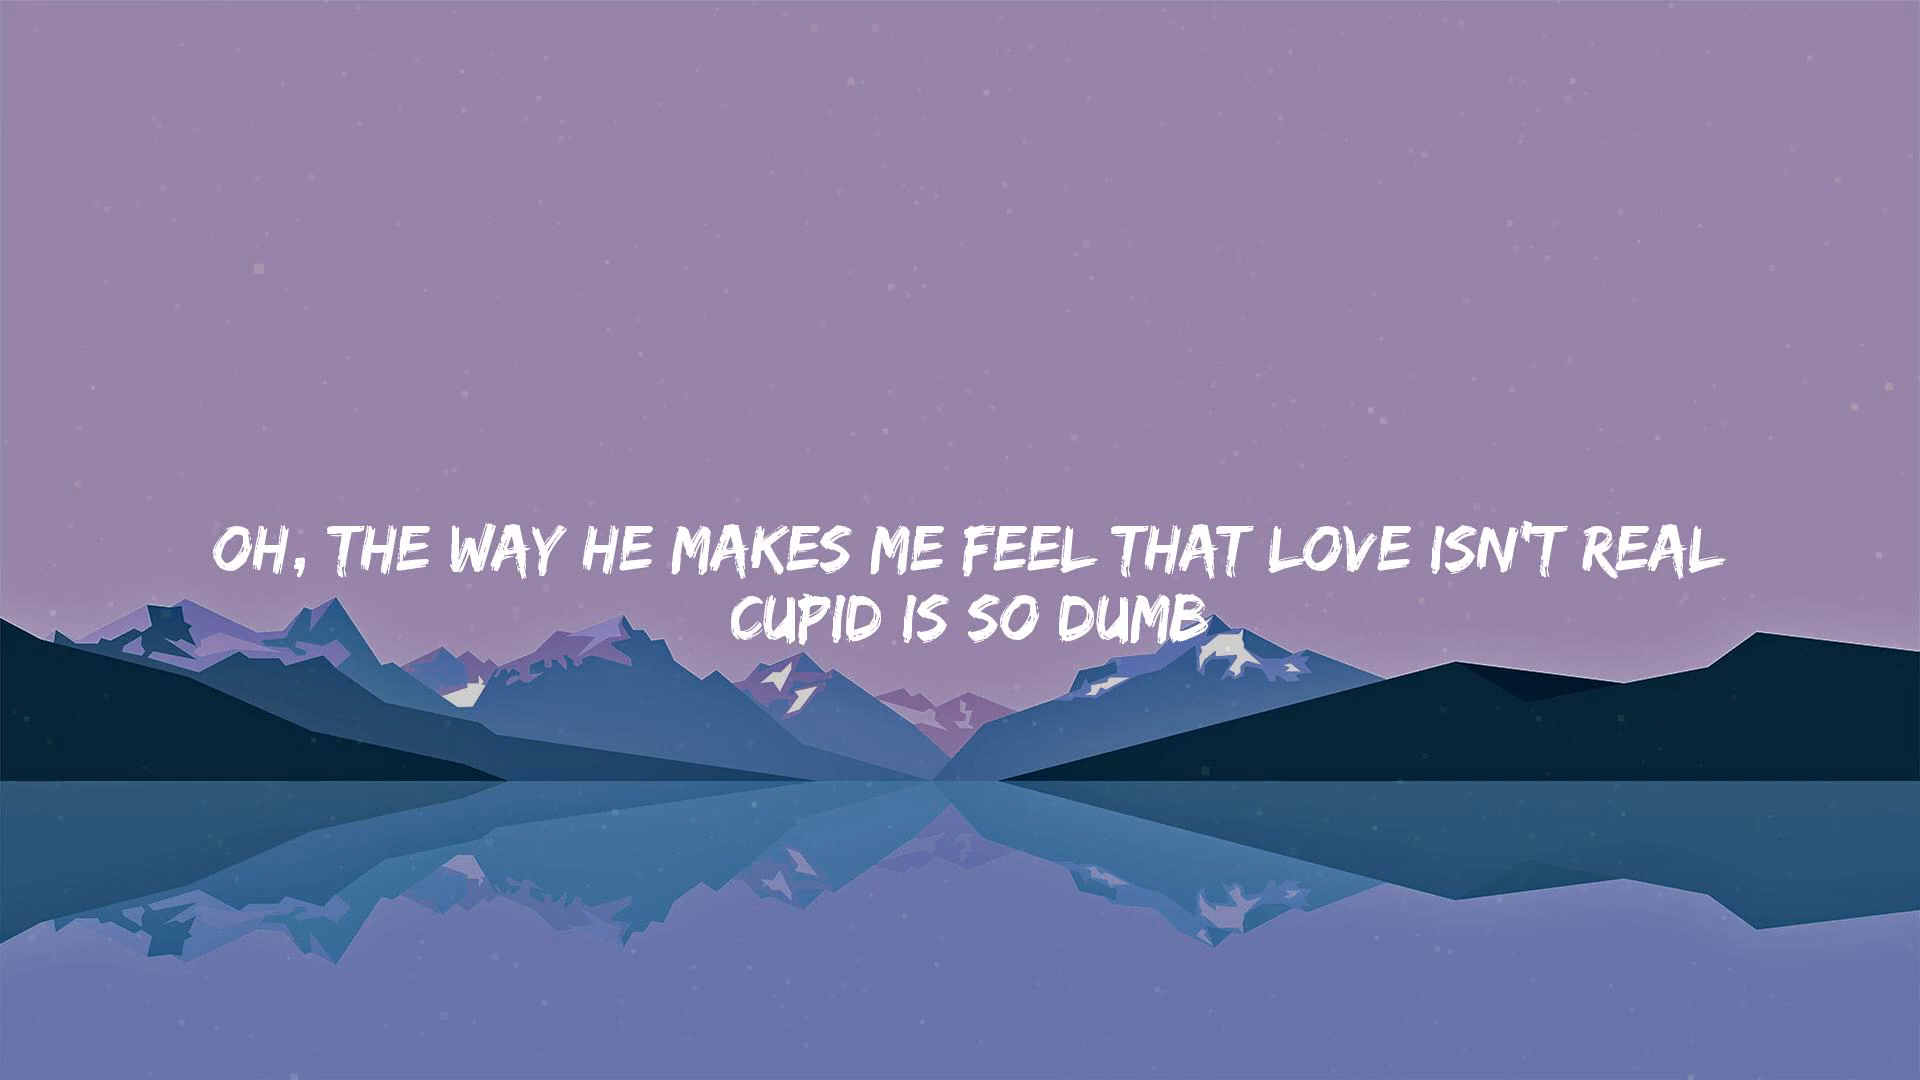 OH, THE WAY HE MAKES ME FEEL THAT LOVE ISN'T REAL
CUPID IS SO DUMB